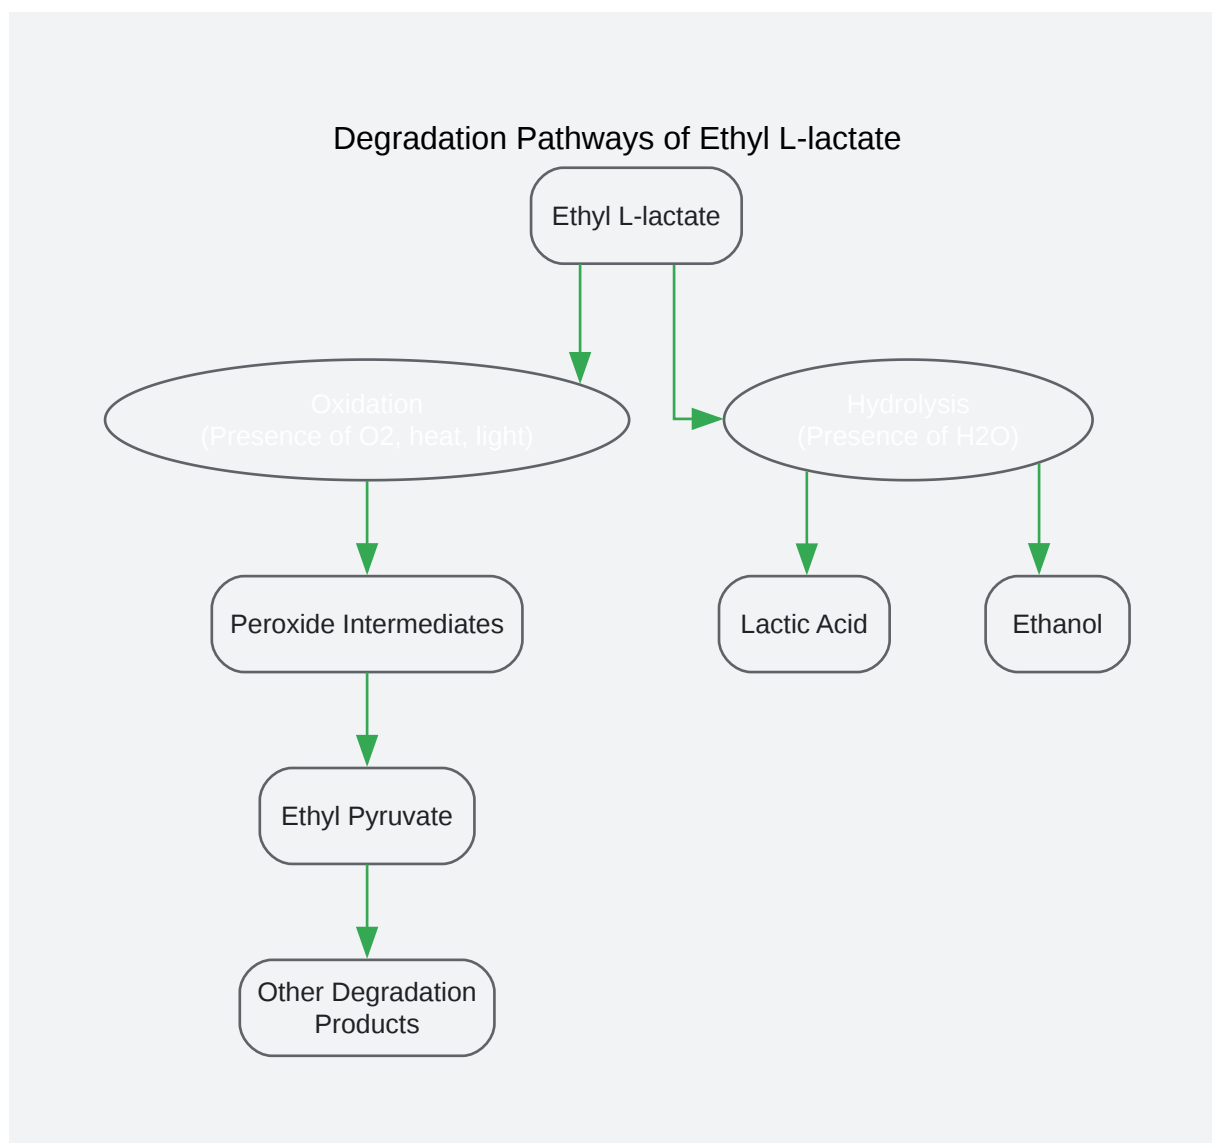 Degradation Pathways of Ethyl L-lactate
Ethyl L-lactate
Oxidation
(Presence of O2, heat, light)
Hydrolysis
(Presence of H2O)
Peroxide Intermediates
Lactic Acid
Ethanol
Ethyl Pyruvate
Other Degradation
Products